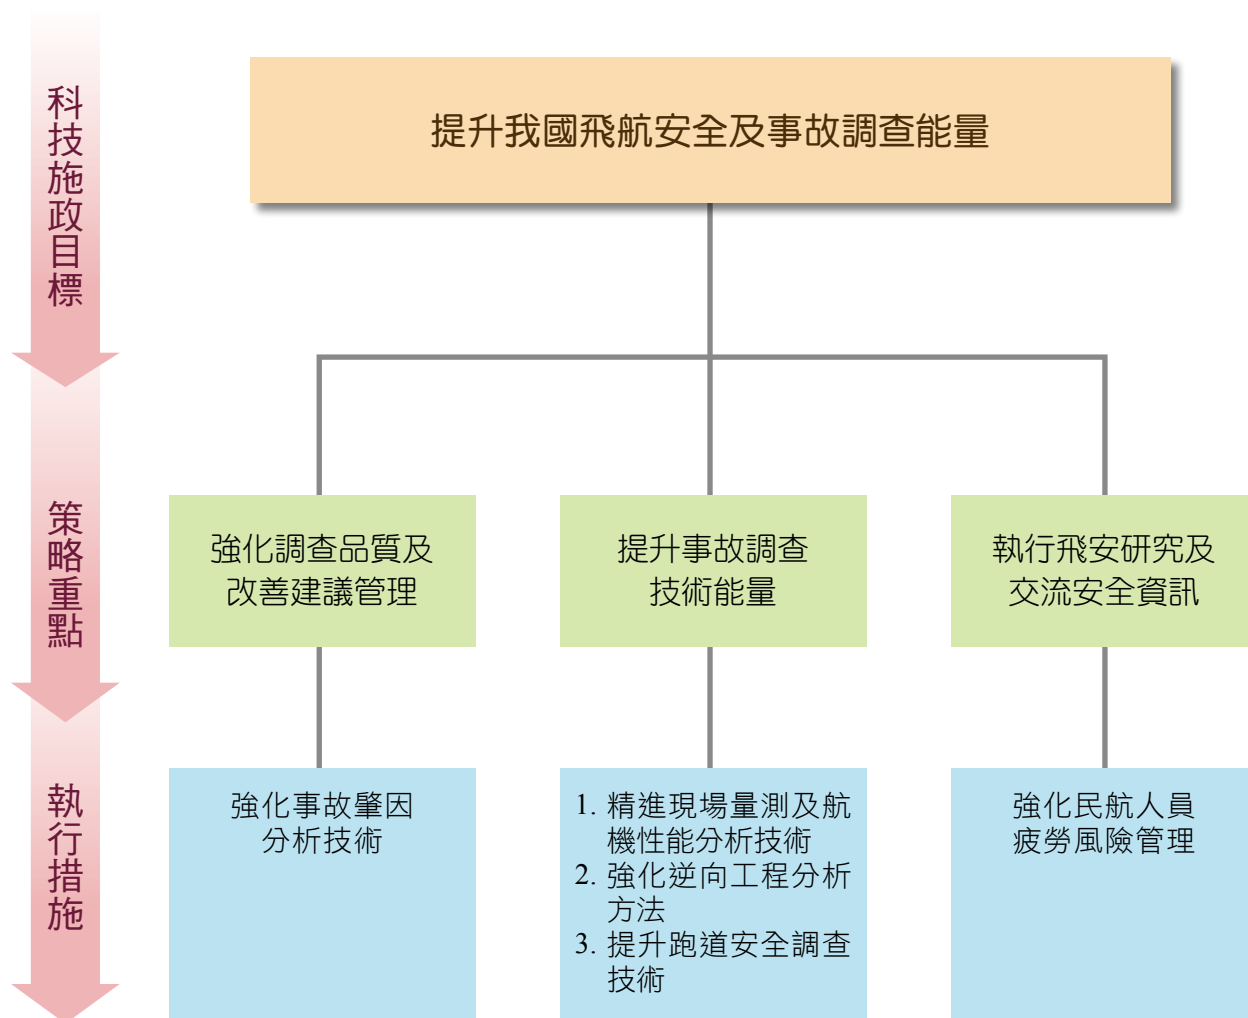 科技施政目標
提升我國飛航安全及事故調查能量
策略重點
強化調查品質及
改善建議管理
提升事故調查
技術能量
執行飛安研究及
交流安全資訊
執行措施
強化事故肇因
分析技術
1. 精進現場量測及航
機性能分析技術
2. 強化逆向工程分析
方法
3. 提升跑道安全調查
技術
強化民航人員
疲勞風險管理